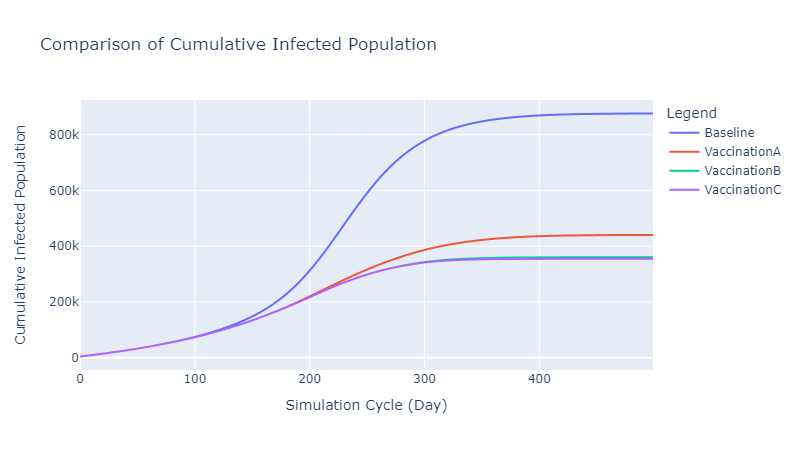 Comparison of Cumulative Infected Population
Legend
Baseline
VaccinationA
VaccinationB
VaccinationC
Cumulative Infected Population
800k
600k
400k
200k
0
0 100 200 300 400
Simulation Cycle (Day)